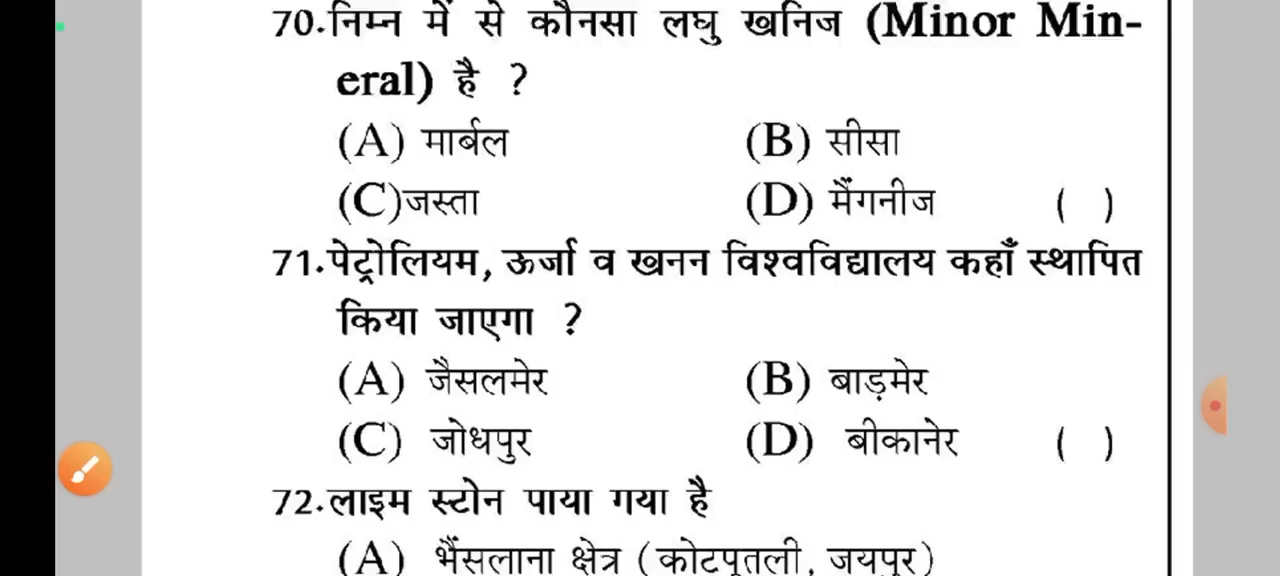 70.निम्न में से कौनसा लघु खनिज (Minor Min-
eral) है ?
(A) मार्बल (B) सीसा
(C)जस्ता (D) मैंगनीज ( )
71.पेट्रोलियम, ऊर्जा व खनन विश्वविद्यालय कहाँ स्थापित
किया जाएगा ?
(A) जैसलमेर (B) बाड़मेर
(C) जोधपुर (D) बीकानेर ( )
72.लाइम स्टोन पाया गया है
(A) भैंसलाना क्षेत्र (कोटपूतली, जयपुर)